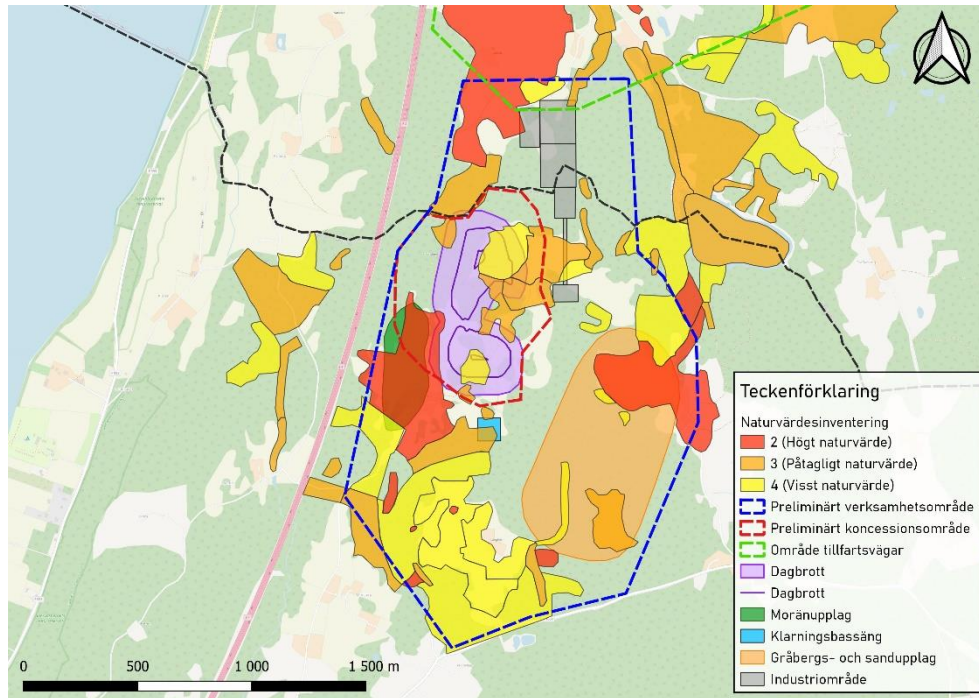 Teckenförklaring
Naturvärdesinventering
2 (Högt naturvärde)
3 (Påtagligt naturvärde)
4 (Visst naturvärde)
Preliminärt verksamhetsområde
Preliminärt koncessionsområde
Område tillfartsvägar
Dagbrott
Dagbrott
Moränupplag
Klarningsbassäng
Gråbergs- och sandupplag
Industriområde
0 500 1 000 1 500 m